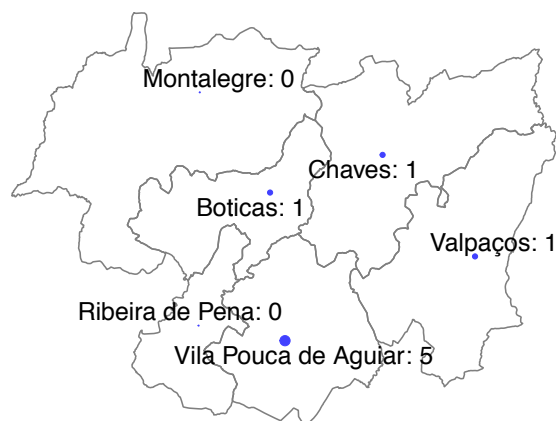 Montalegre: 0
Chaves: 1
Boticas: 1
Valpaços: 1
Ribeira de Pena: 0
Vila Pouca de Aguiar: 5